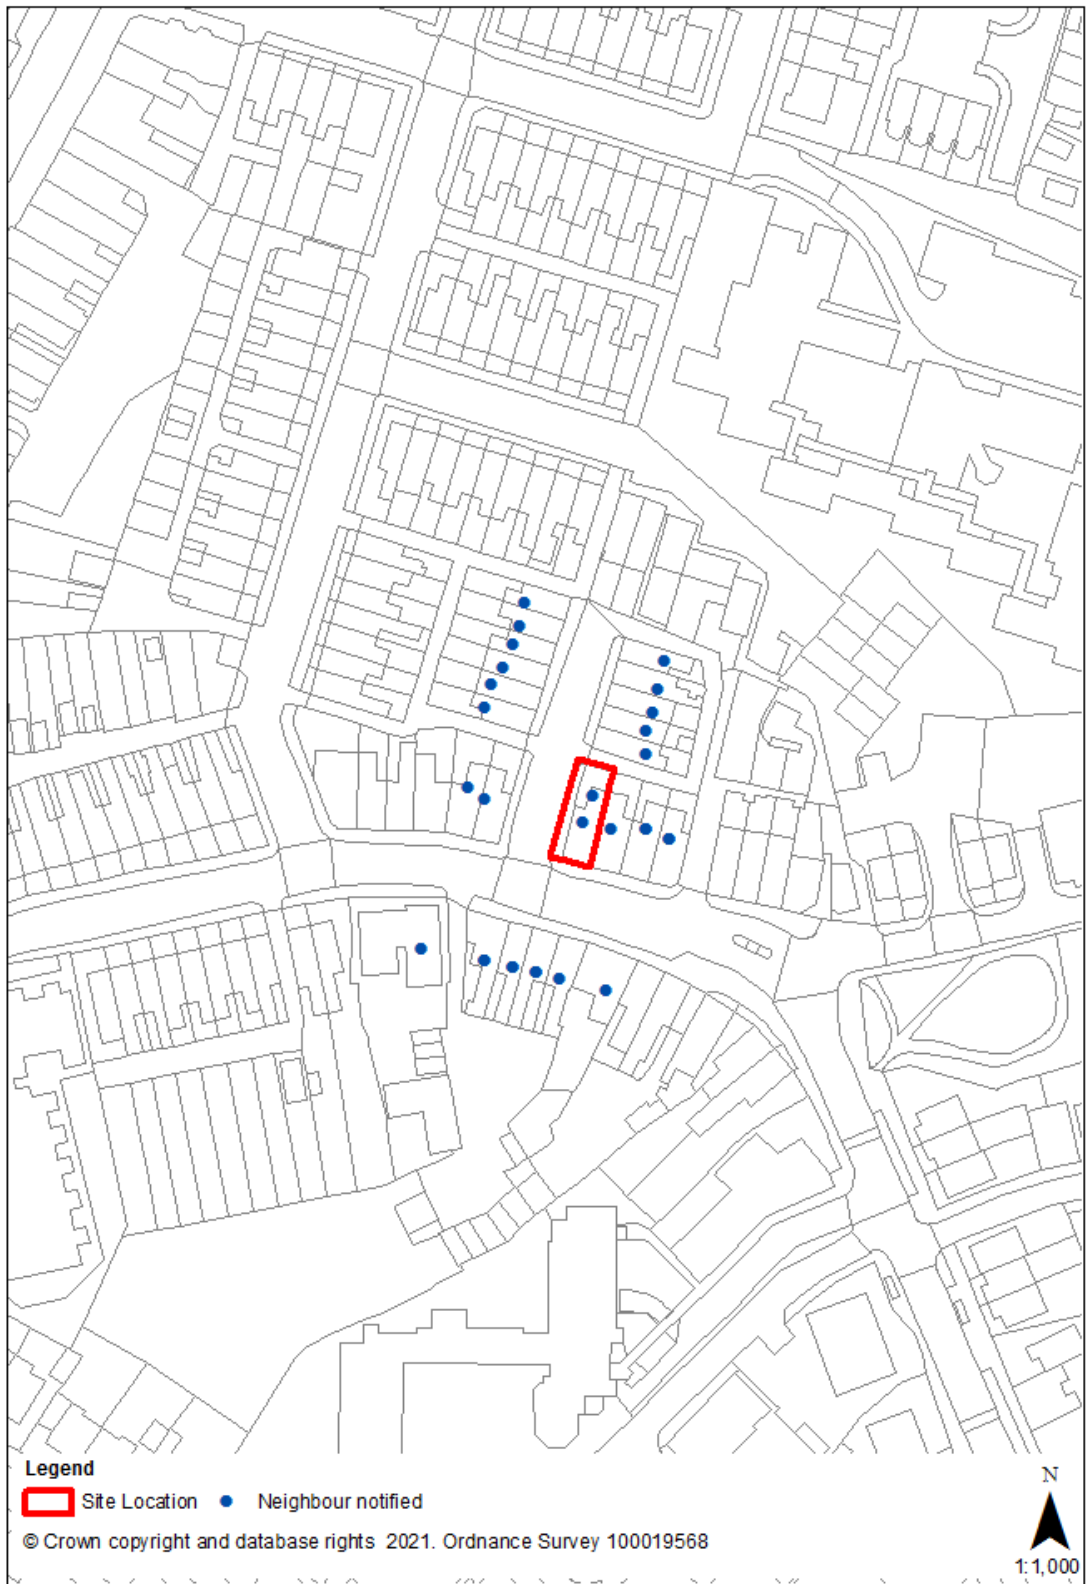 Legend
Site Location Neighbour notified
© Crown copyright and database rights 2021. Ordnance Survey 100019568
N
1:1,000